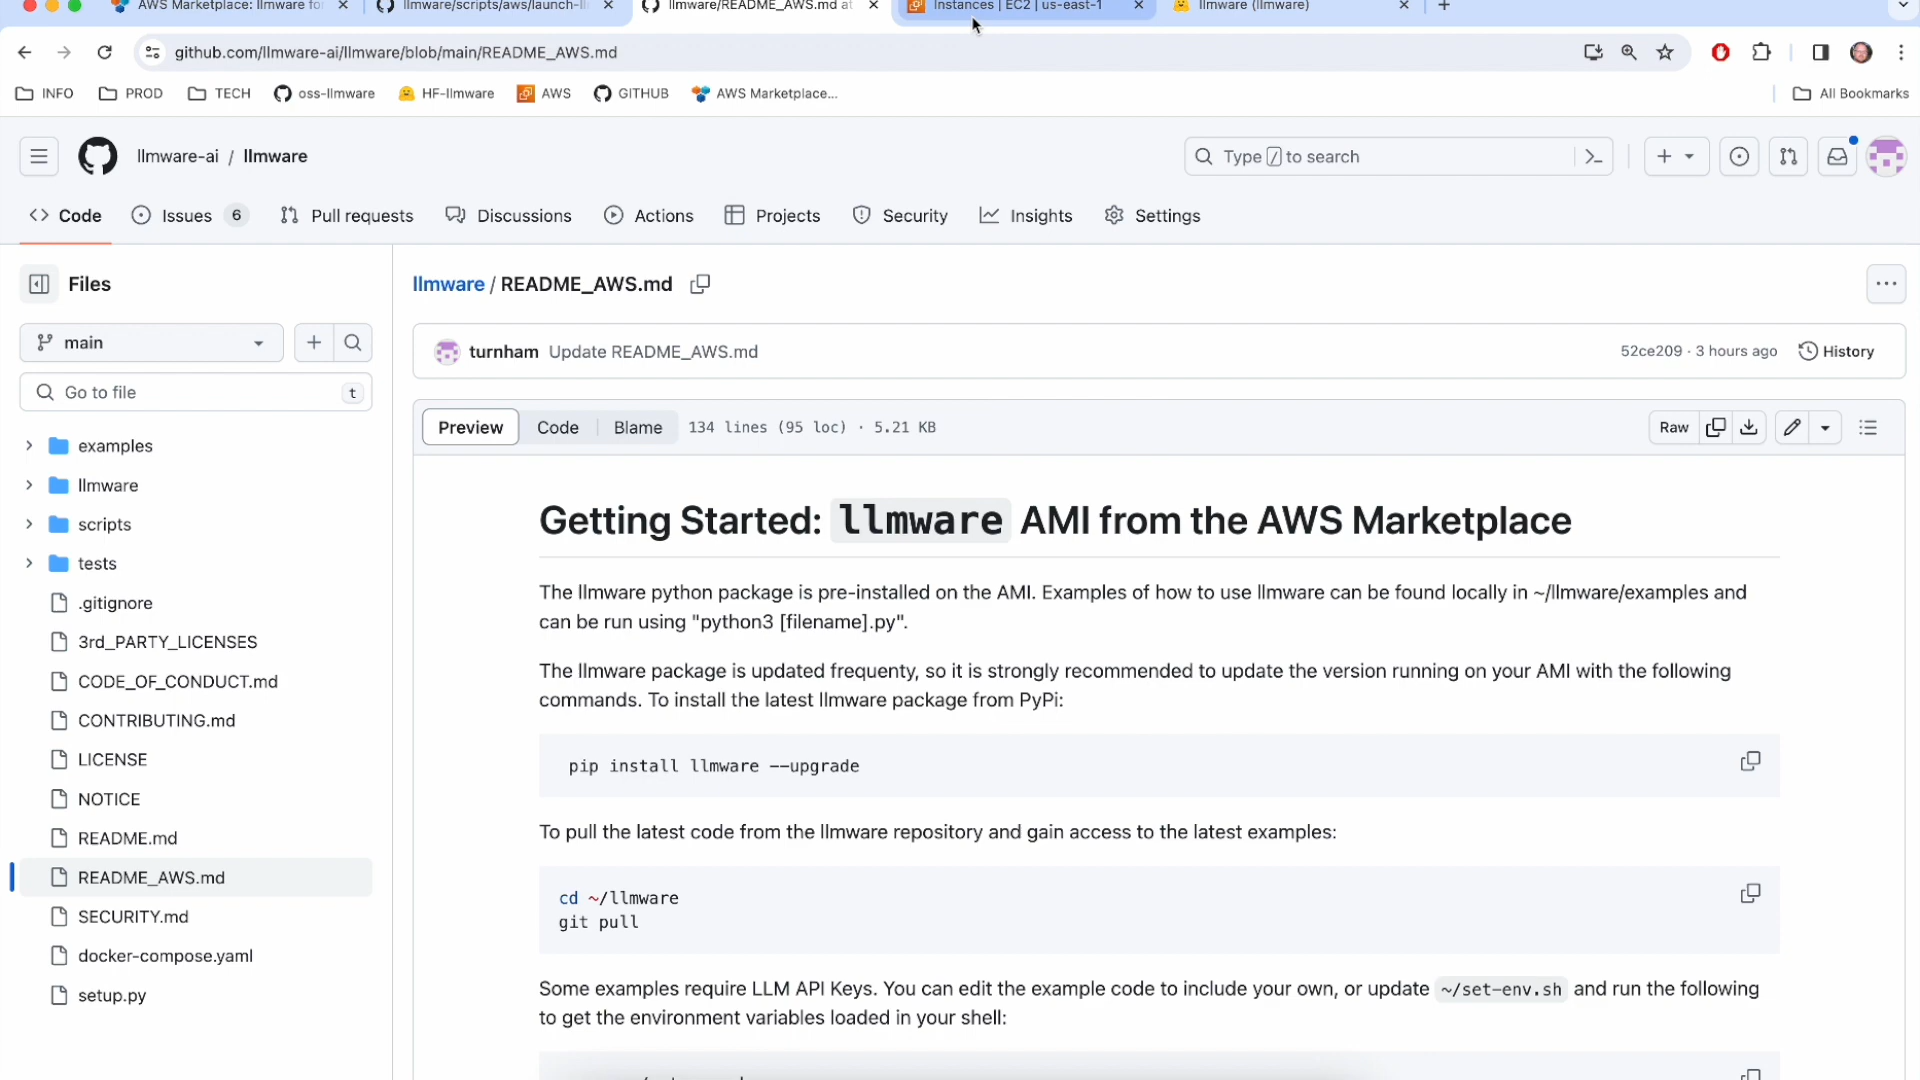 AWS Marketplace: llmware fo
llmware/scripts/aws/launch-ll
llmware/README_AWS.md at
Instances | EC2 | us-east-1
llmware (llmware)
github.com/llmware-ai/llmware/blob/main/README_AWS.md
INFO PROD TECH oss-llmware HF-llmware AWS GITHUB AWS Marketplace... All Bookmarks
llmware-ai / llmware
Type / to search
Code Issues 6 Pull requests Discussions Actions Projects Security Insights Settings
Files
llmware / README_AWS.md
main
turnham Update README_AWS.md
52ce209 · 3 hours ago History
Go to file t
Preview Code Blame 134 lines (95 loc) · 5.21 KB Raw
examples
llmware
scripts
tests
.gitignore
3rd_PARTY_LICENSES
CODE_OF_CONDUCT.md
CONTRIBUTING.md
LICENSE
NOTICE
README.md
README_AWS.md
SECURITY.md
docker-compose.yaml
setup.py
Getting Started: llmware AMI from the AWS Marketplace
The llmware python package is pre-installed on the AMI. Examples of how to use llmware can be found locally in ~/llmware/examples and
can be run using "python3 [filename].py".
The llmware package is updated frequenty, so it is strongly recommended to update the version running on your AMI with the following
commands. To install the latest llmware package from PyPi:
pip install llmware --upgrade
To pull the latest code from the llmware repository and gain access to the latest examples:
cd ~/llmware
git pull
Some examples require LLM API Keys. You can edit the example code to include your own, or update ~/set-env.sh and run the following
to get the environment variables loaded in your shell: